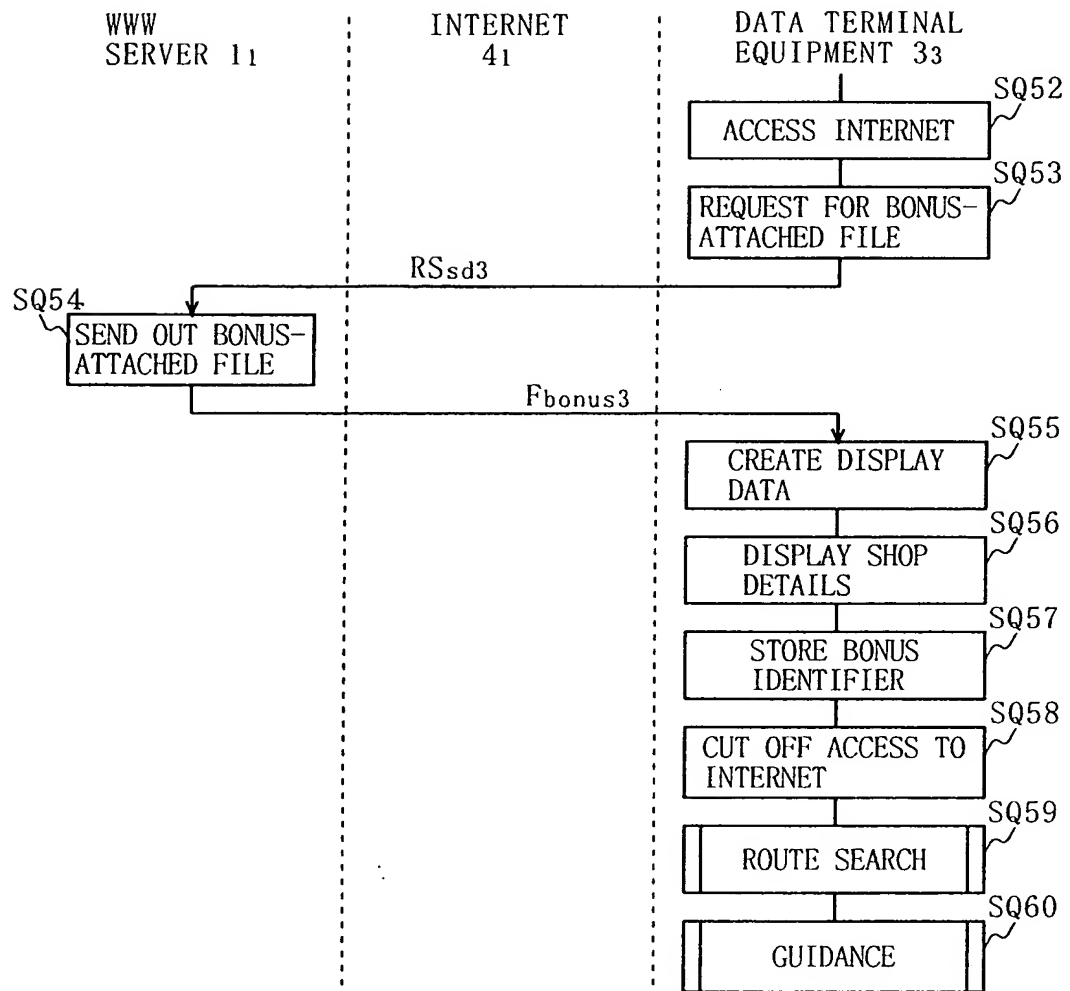 WWW
SERVER 11
INTERNET
41
DATA TERMINAL
EQUIPMENT 33
SQ52
ACCESS INTERNET
SQ53
REQUEST FOR BONUS-
ATTACHED FILE
RSsd3
SQ54
SEND OUT BONUS-
ATTACHED FILE
Fbonus3
SQ55
CREATE DISPLAY
DATA
SQ56
DISPLAY SHOP
DETAILS
SQ57
STORE BONUS
IDENTIFIER
SQ58
CUT OFF ACCESS TO
INTERNET
SQ59
ROUTE SEARCH
SQ60
GUIDANCE